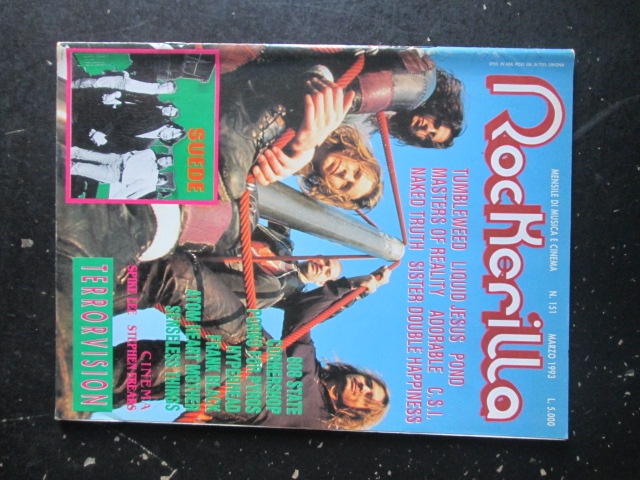 Rockerilla
MENSILE DI MUSICA E CINEMA N. 151 MARZO 1993 L. 5.000
TUMBLEWEED LIQUID JESUS POND
MASTERS OF REALITY ADORABLE C.S.I.
NAKED TRUTH SISTER DOUBLE HAPPINESS
SUEDE
808 STATE
CORNERSHOP
HYPERHEAD
FRANK BLACK
ATOM HEART MOTHER
SENSELESS THINGS
CINEMA
SPIKE LEE STEPHEN FREARS
TERRORVISION